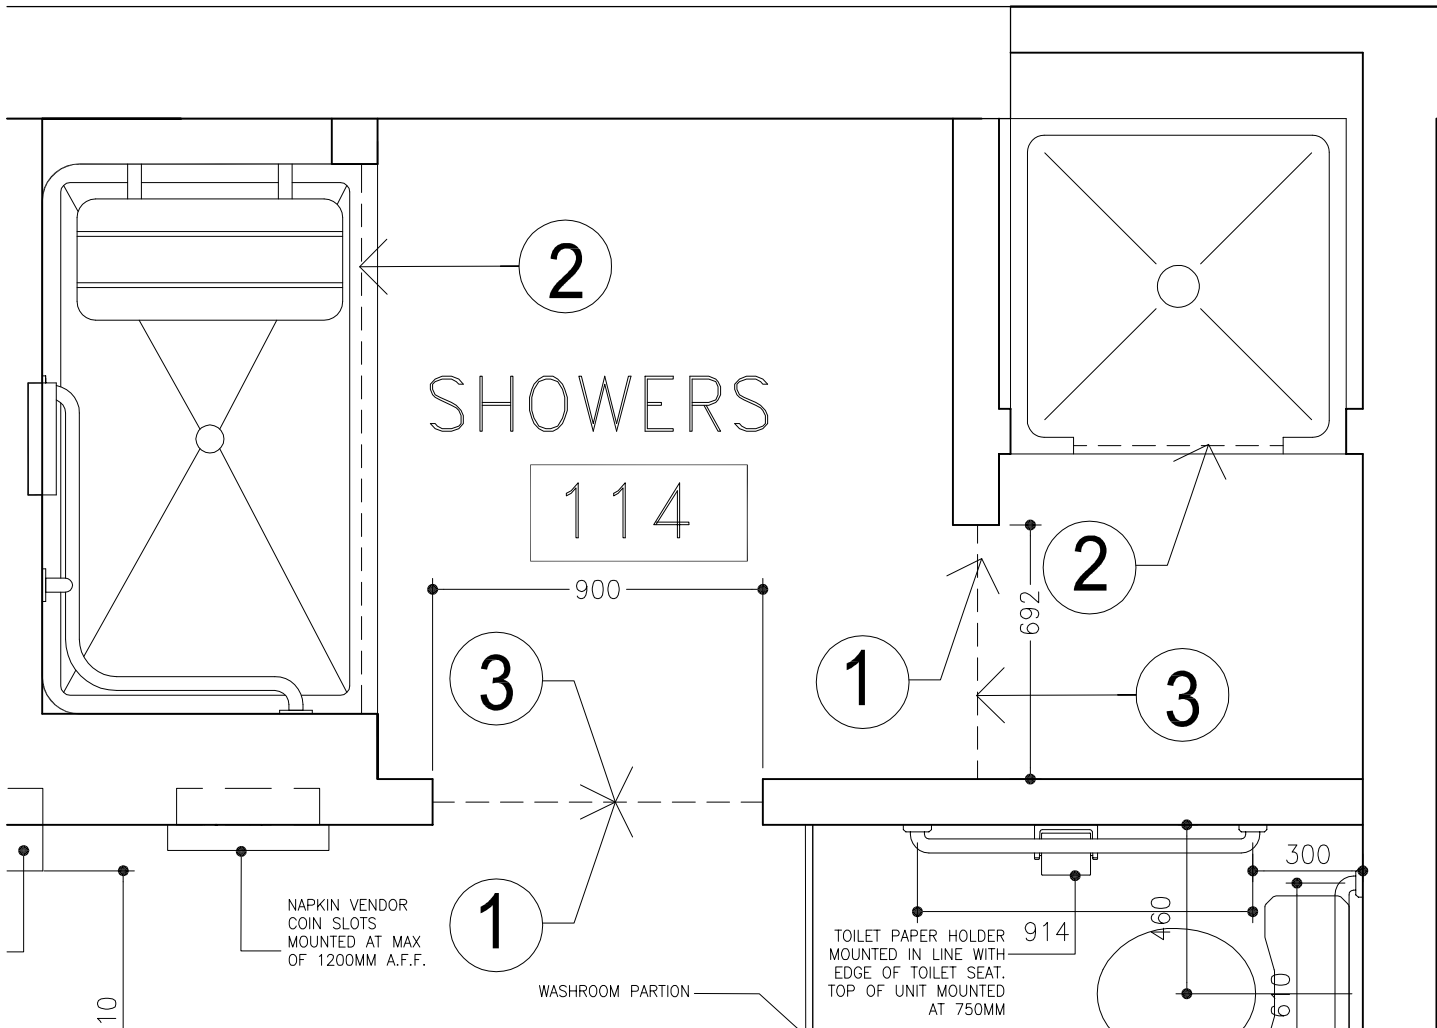 2
SHOWERS
114
900
692
2
3
1
3
1
NAPKIN VENDOR
COIN SLOTS
MOUNTED AT MAX
OF 1200MM A.F.F.
WASHROOM PARTION
TOILET PAPER HOLDER
MOUNTED IN LINE WITH
EDGE OF TOILET SEAT.
TOP OF UNIT MOUNTED
AT 750MM
914
460
300
610
10